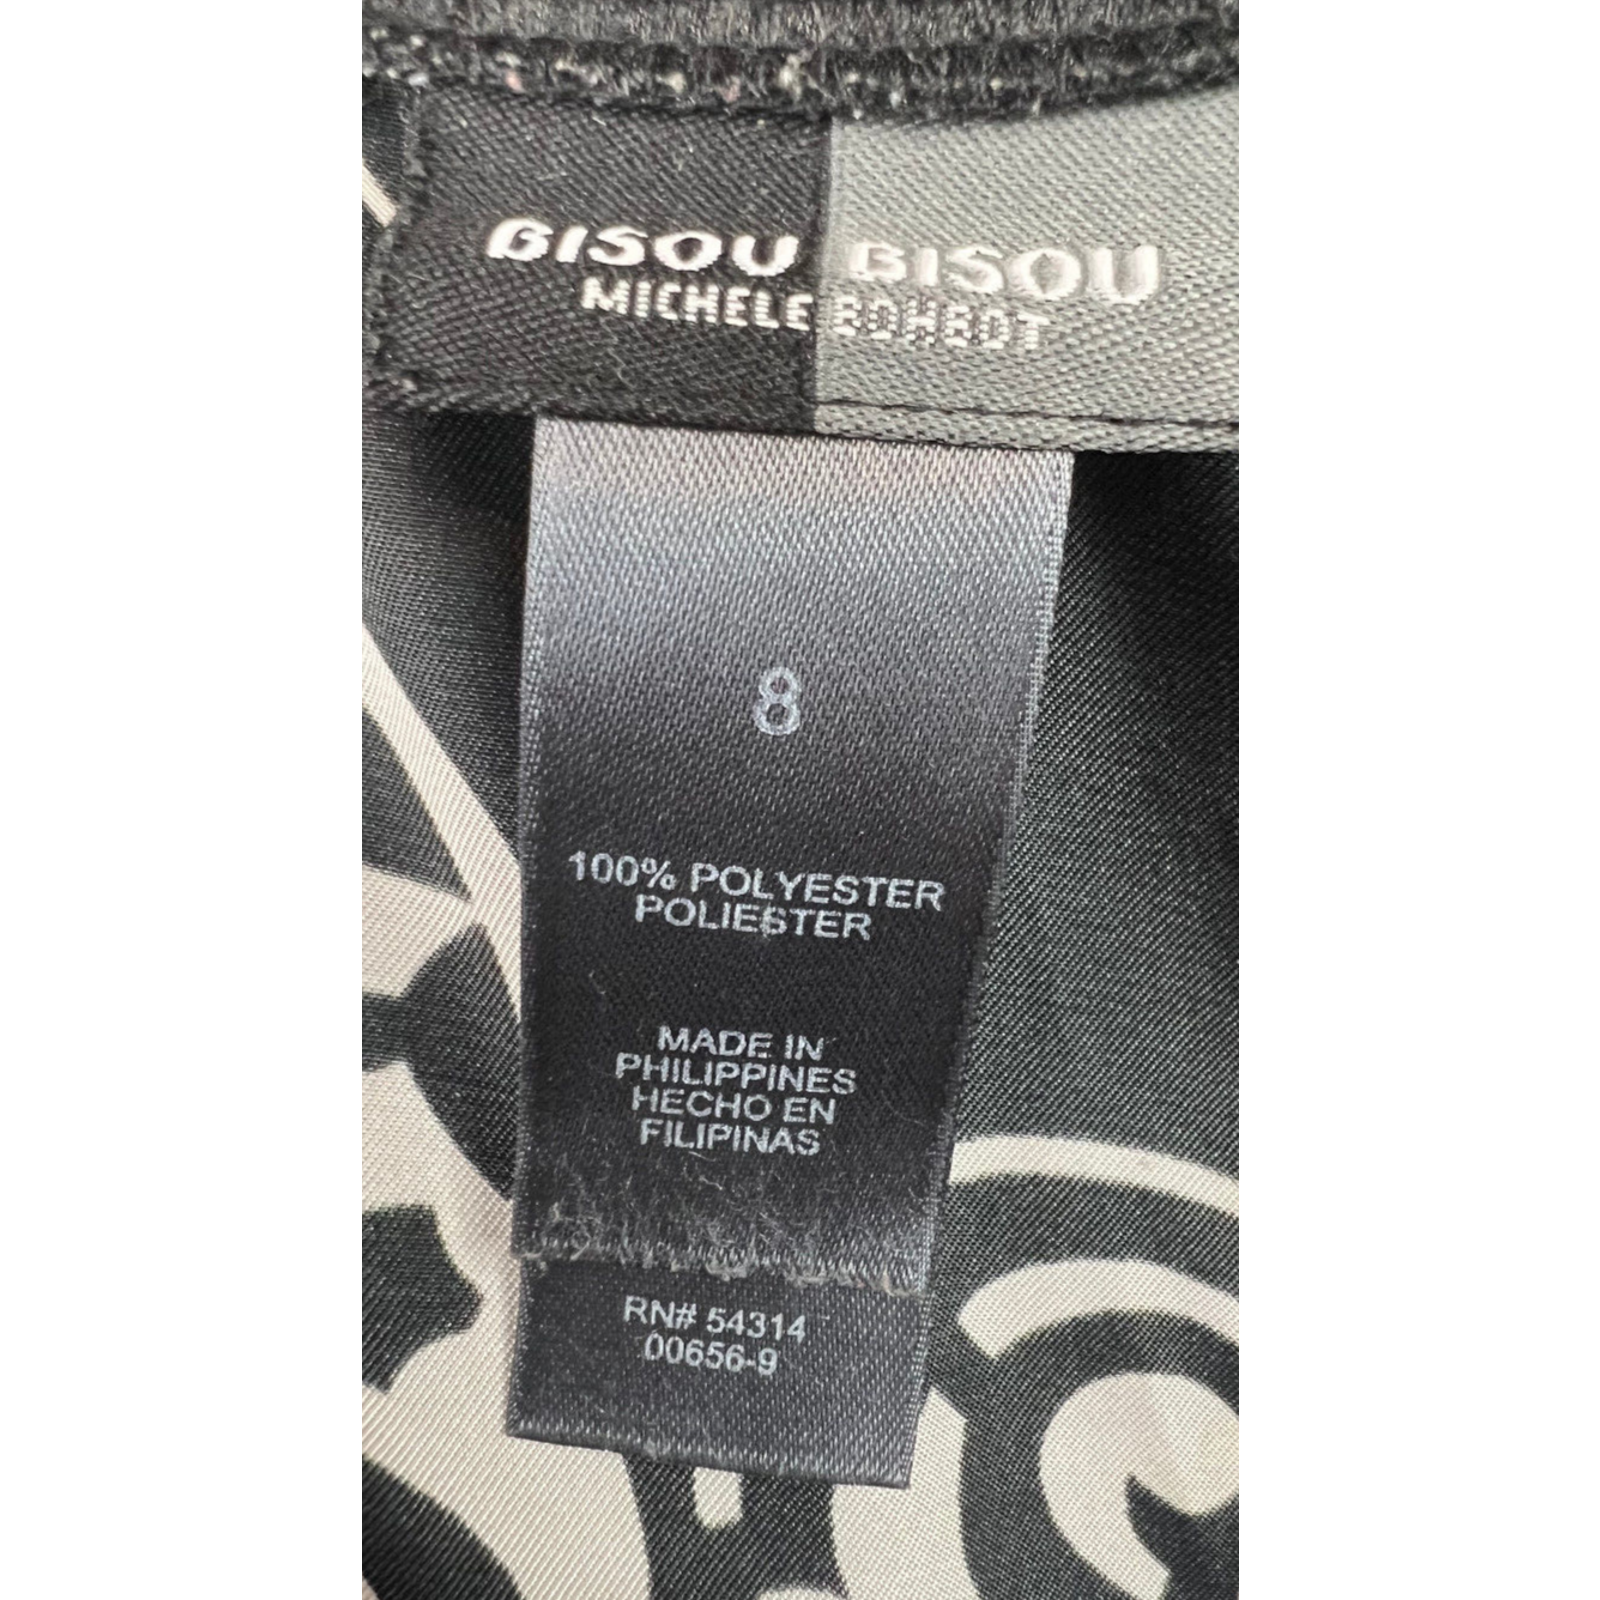 BISOU BISOU
MICHELE BOHBOT
8
100% POLYESTER
POLIESTER
MADE IN
PHILIPPINES
HECHO EN
FILIPINAS
RN# 54314
00656-9